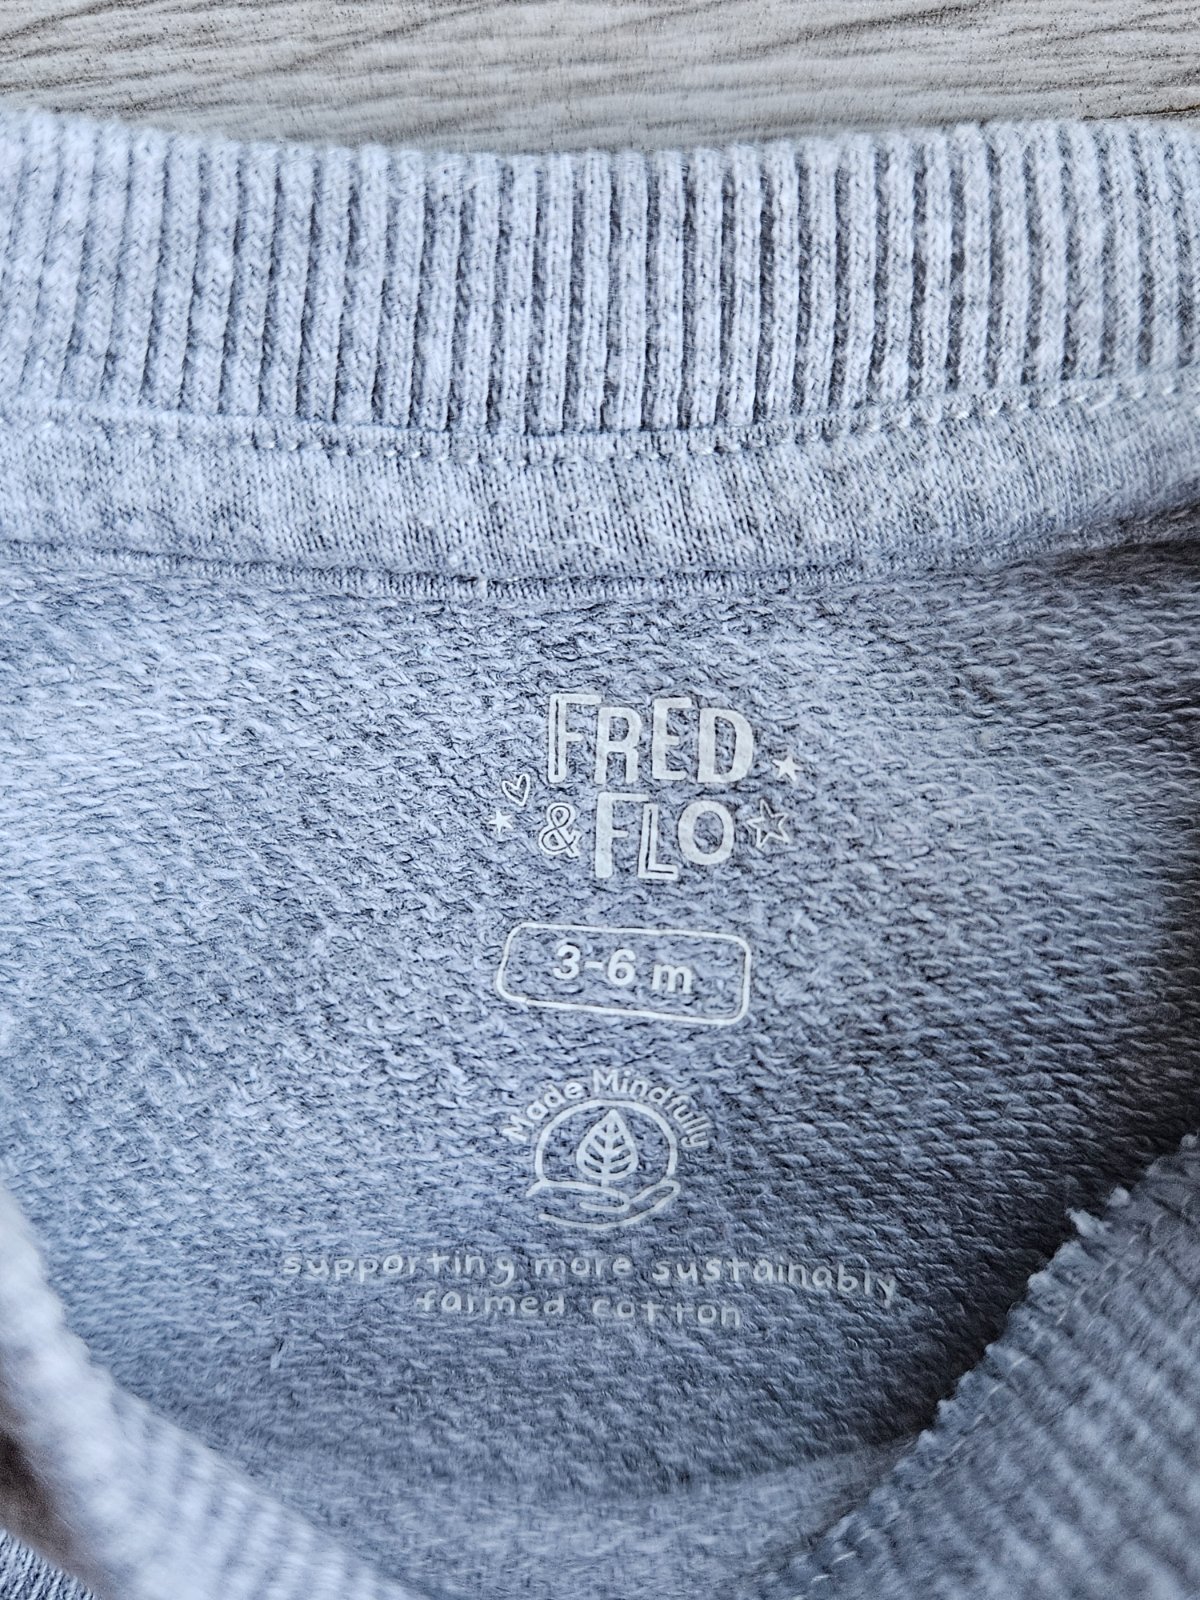 FRED
& FLO
3-6 m
Made Mindfully
supporting more sustainably
farmed cotton